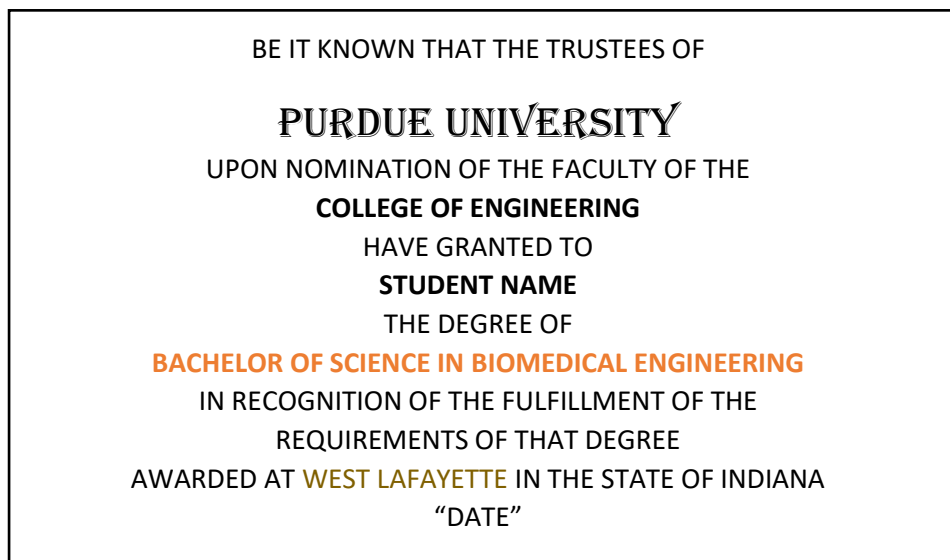 BE IT KNOWN THAT THE TRUSTEES OF
PURDUE UNIVERSITY
UPON NOMINATION OF THE FACULTY OF THE
COLLEGE OF ENGINEERING
HAVE GRANTED TO
STUDENT NAME
THE DEGREE OF
BACHELOR OF SCIENCE IN BIOMEDICAL ENGINEERING
IN RECOGNITION OF THE FULFILLMENT OF THE
REQUIREMENTS OF THAT DEGREE
AWARDED AT WEST LAFAYETTE IN THE STATE OF INDIANA
“DATE”